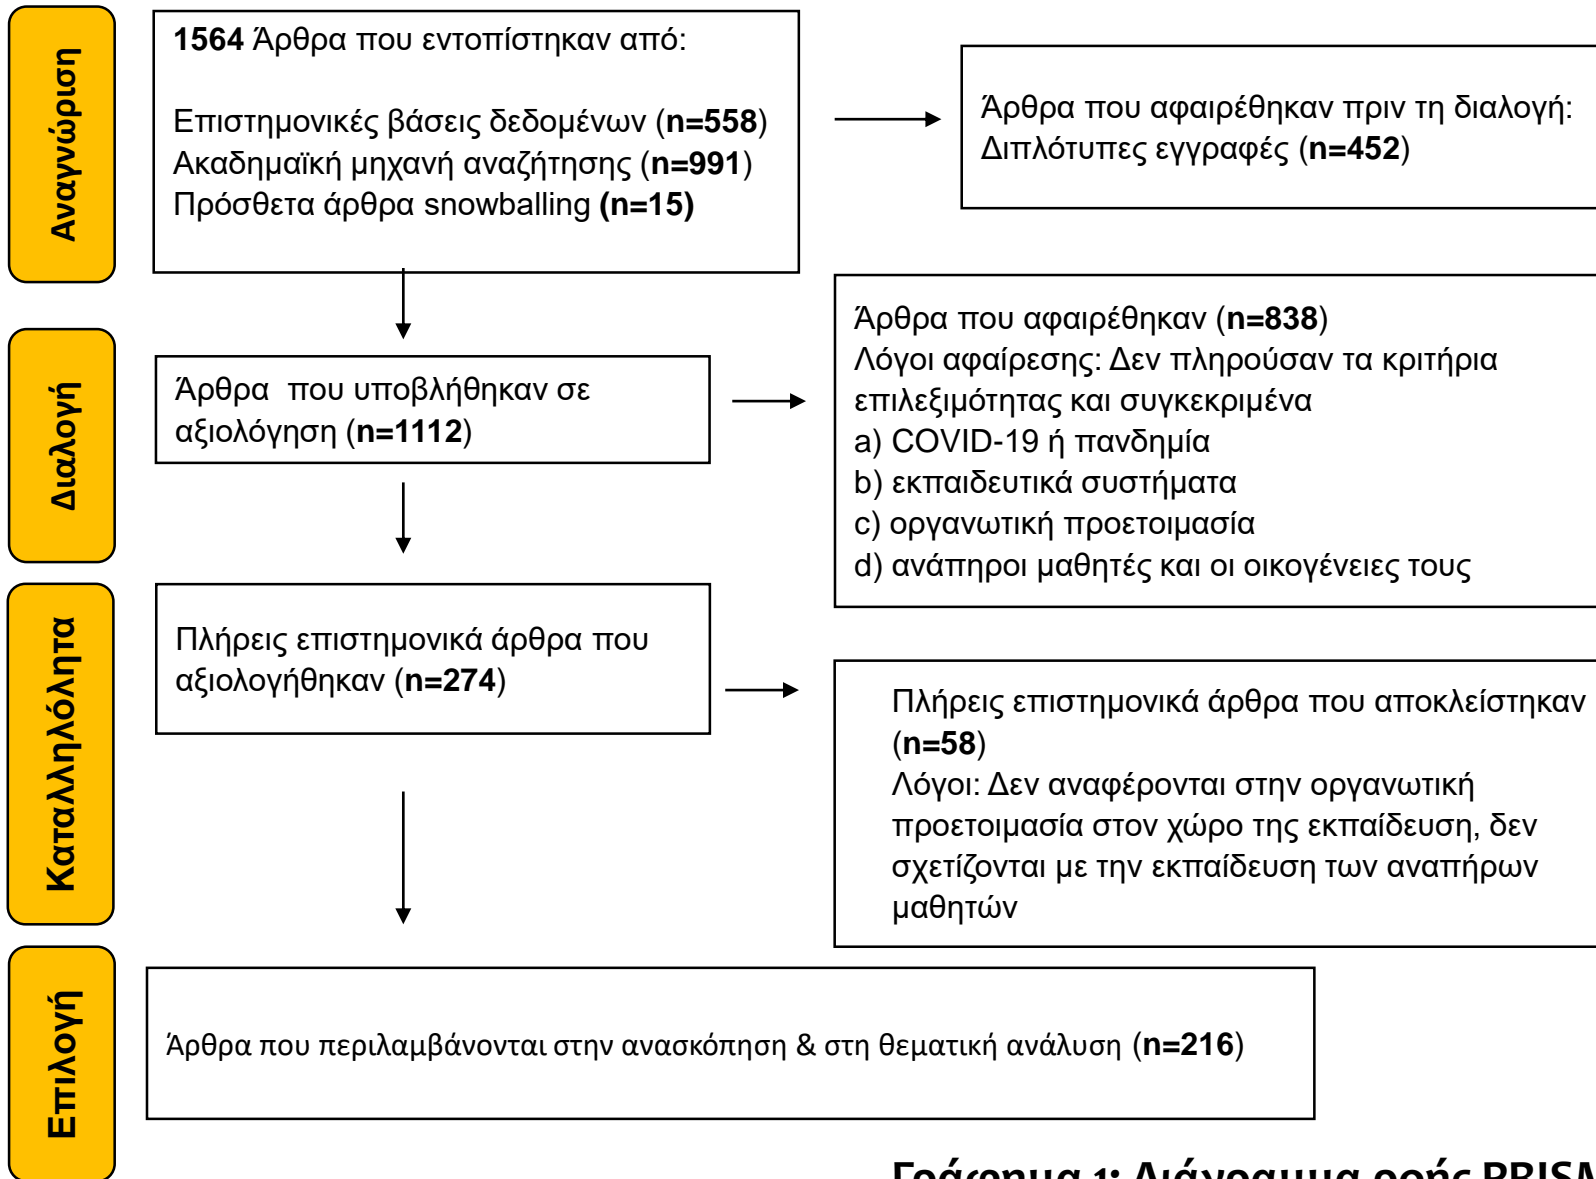 Αναγνώριση
1564 Άρθρα που εντοπίστηκαν από:
Επιστημονικές βάσεις δεδομένων (n=558)
Ακαδημαϊκή μηχανή αναζήτησης (n=991)
Πρόσθετα άρθρα snowballing (n=15)
Άρθρα που αφαιρέθηκαν πριν τη διαλογή:
Διπλότυπες εγγραφές (n=452)
Διαλογή
Άρθρα  που υποβλήθηκαν σε
αξιολόγηση (n=1112)
Άρθρα που αφαιρέθηκαν (n=838)
Λόγοι αφαίρεσης: Δεν πληρούσαν τα κριτήρια
επιλεξιμότητας και συγκεκριμένα
a) COVID-19 ή πανδημία
b) εκπαιδευτικά συστήματα
c) οργανωτική προετοιμασία
d) ανάπηροι μαθητές και οι οικογένειες τους
Καταλληλόλητα
Πλήρεις επιστημονικά άρθρα που
αξιολογήθηκαν (n=274)
Πλήρεις επιστημονικά άρθρα που αποκλείστηκαν
(n=58)
Λόγοι: Δεν αναφέρονται στην οργανωτική
προετοιμασία στον χώρο της εκπαίδευση, δεν
σχετίζονται με την εκπαίδευση των αναπήρων
μαθητών
Επιλογή
Άρθρα που περιλαμβάνονται στην ανασκόπηση & στη θεματική ανάλυση (n=216)
Γράφημα 1: Διάγραμμα ροής PRISM